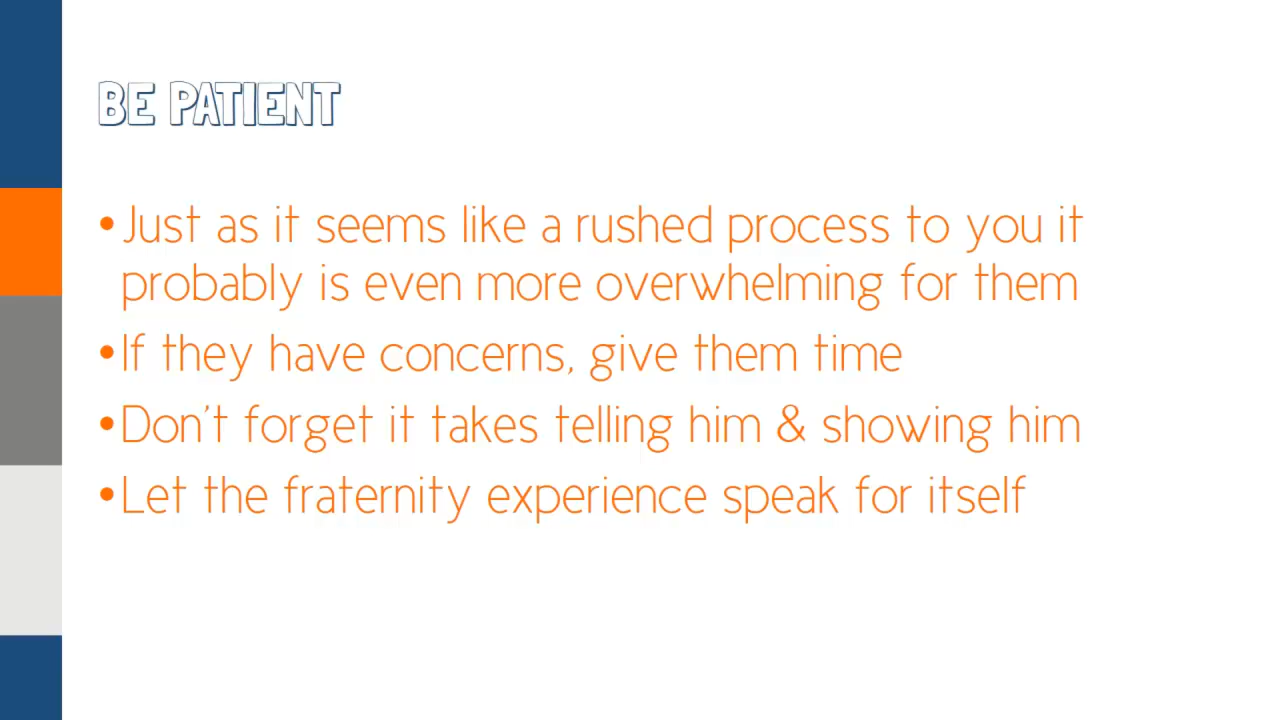 BE PATIENT
•Just as it seems like a rushed process to you it
probably is even more overwhelming for them
•If they have concerns, give them time
•Don't forget it takes telling him & showing him
•Let the fraternity experience speak for itself